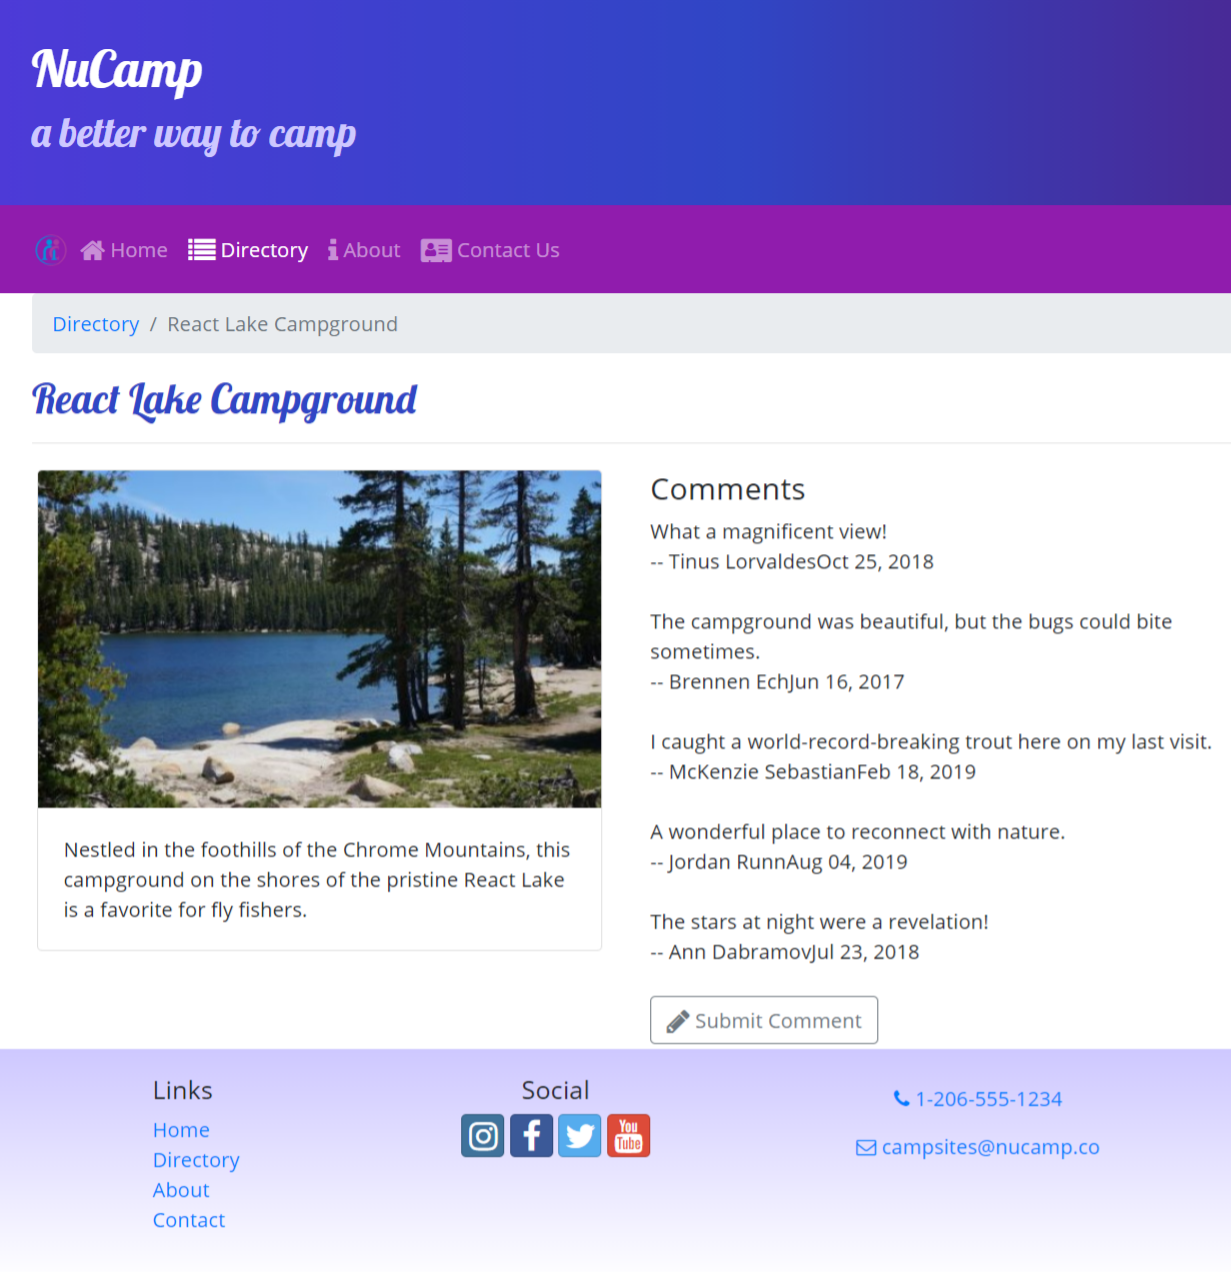 NuCamp
a better way to camp
Home Directory About Contact Us
Directory / React Lake Campground
React Lake Campground
Nestled in the foothills of the Chrome Mountains, this
campground on the shores of the pristine React Lake
is a favorite for fly fishers.
Comments
What a magnificent view!
-- Tinus LorvaldesOct 25, 2018
The campground was beautiful, but the bugs could bite
sometimes.
-- Brennen EchJun 16, 2017
I caught a world-record-breaking trout here on my last visit.
-- McKenzie SebastianFeb 18, 2019
A wonderful place to reconnect with nature.
-- Jordan RunnAug 04, 2019
The stars at night were a revelation!
-- Ann DabramovJul 23, 2018
Submit Comment
Links
Home
Directory
About
Contact
Social
You
Tube
1-206-555-1234
campsites@nucamp.co